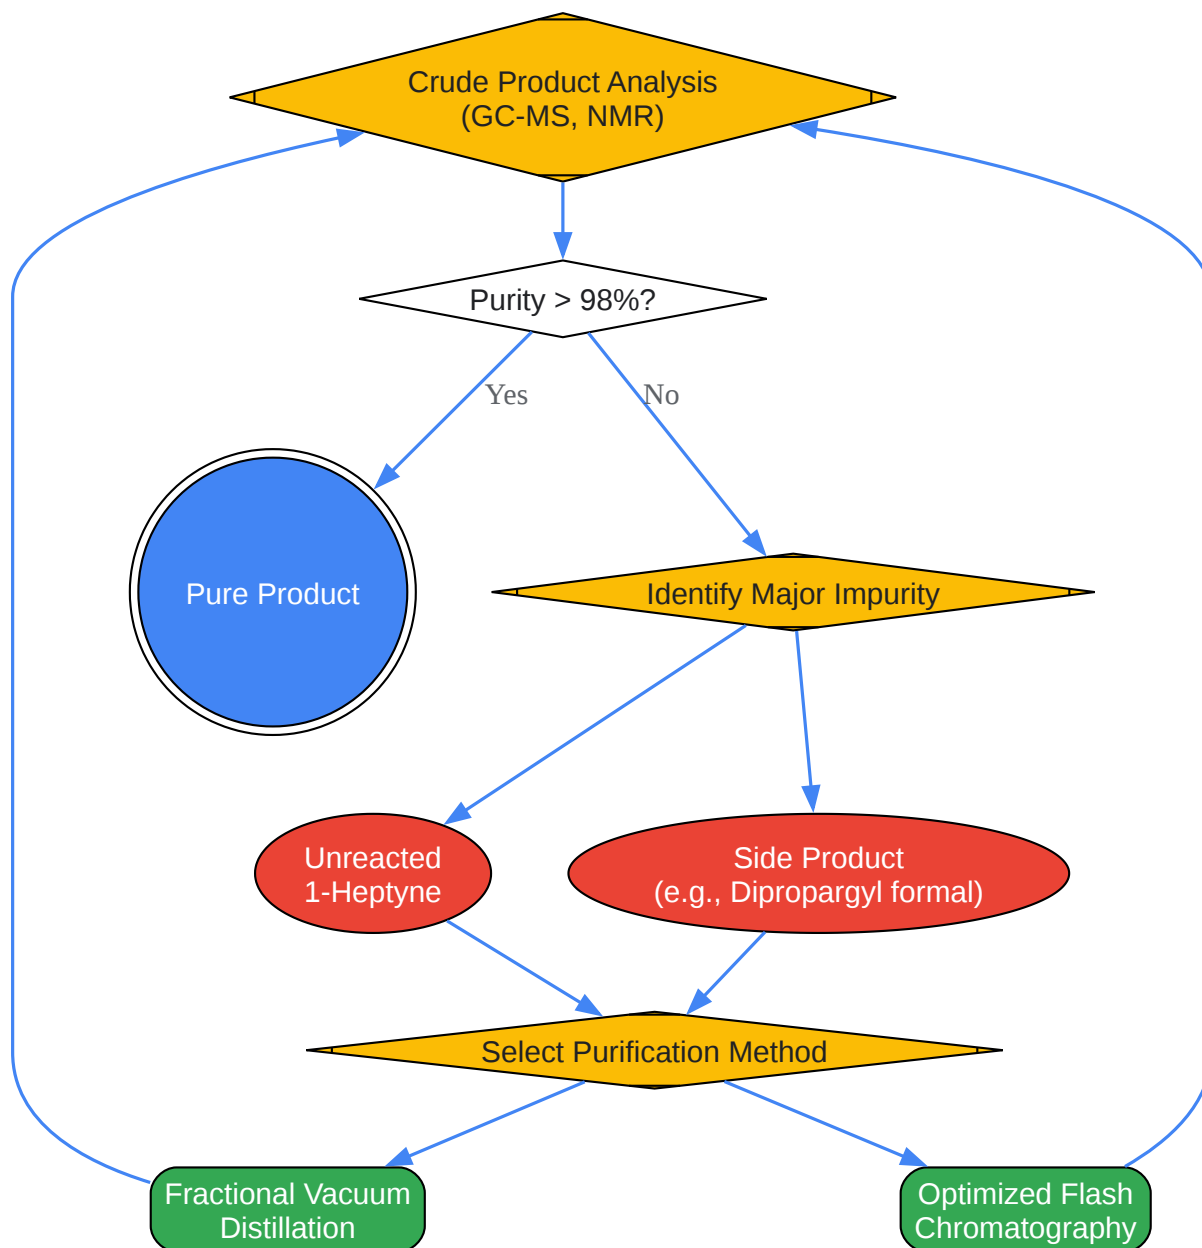 Crude Product Analysis
(GC-MS, NMR)
Purity > 98%?
Yes
No
Pure Product
Identify Major Impurity
Unreacted
1-Heptyne
Side Product
(e.g., Dipropargyl formal)
Select Purification Method
Fractional Vacuum
Distillation
Optimized Flash
Chromatography